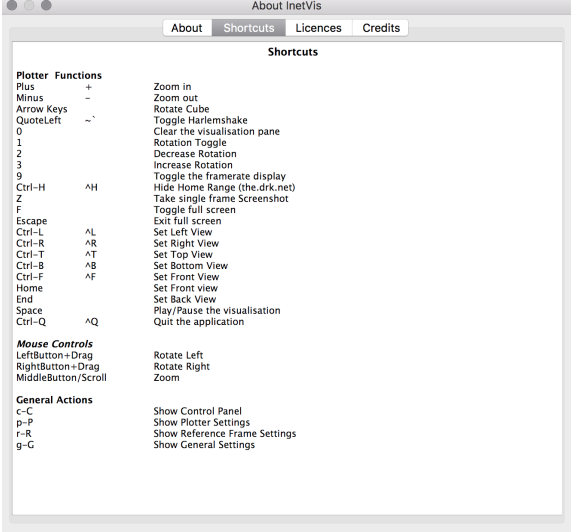 About InetVis
About Shortcuts Licences Credits
Shortcuts
Plotter Functions
Plus + Zoom in
Minus – Zoom out
Arrow Keys Rotate Cube
QuoteLeft ~` Toggle Harlemshake
0 Clear the visualisation pane
1 Rotation Toggle
2 Decrease Rotation
3 Increase Rotation
9 Toggle the framerate display
Ctrl-H ^H Hide Home Range (the.drk.net)
Z Take single frame Screenshot
F Toggle full screen
Escape Exit full screen
Ctrl-L ^L Set Left View
Ctrl-R ^R Set Right View
Ctrl-T ^T Set Top View
Ctrl-B ^B Set Bottom View
Ctrl-F ^F Set Front View
Home Set Front view
End Set Back View
Space Play/Pause the visualisation
Ctrl-Q ^Q Quit the application
Mouse Controls
LeftButton+Drag Rotate Left
RightButton+Drag Rotate Right
MiddleButton/Scroll Zoom
General Actions
c-C Show Control Panel
p-P Show Plotter Settings
r-R Show Reference Frame Settings
g-G Show General Settings